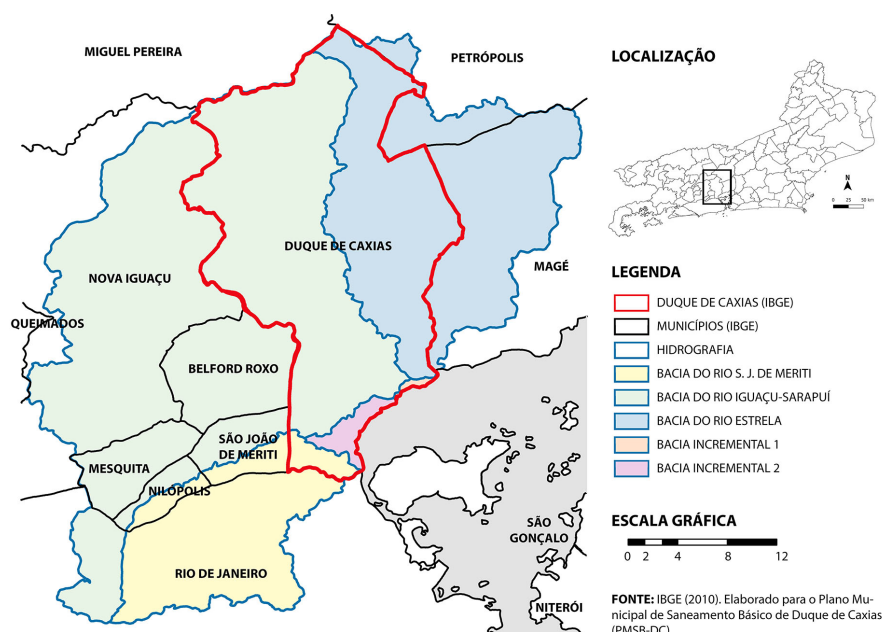 MIGUEL PEREIRA
PETRÓPOLIS
DUQUE DE CAXIAS
NOVA IGUAÇU
MAGÉ
QUEIMADOS
BELFORD ROXO
SÃO JOÃO
DE MERITI
MESQUITA
NILÓPOLIS
RIO DE JANEIRO
SÃO
GONÇALO
NITERÓI
LOCALIZAÇÃO
N
0 25 50 km
LEGENDA
DUQUE DE CAXIAS (IBGE)
MUNICÍPIOS (IBGE)
HIDROGRAFIA
BACIA DO RIO S. J. DE MERITI
BACIA DO RIO IGUAÇU-SARAPUÍ
BACIA DO RIO ESTRELA
BACIA INCREMENTAL 1
BACIA INCREMENTAL 2
ESCALA GRÁFICA
0 2 4 8 12
FONTE: IBGE (2010). Elaborado para o Plano Mu-
nicipal de Saneamento Básico de Duque de Caxias
(PMSB-DC)